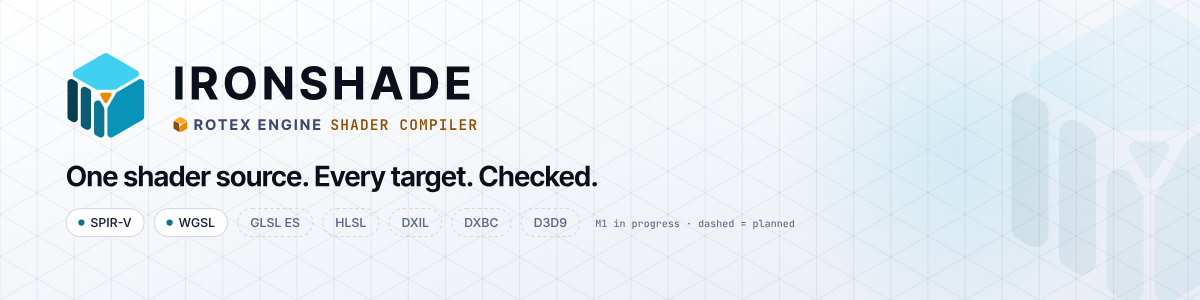 IRONSHADE
ROTEX ENGINE SHADER COMPILER
One shader source. Every target. Checked.
SPIR-V WGSL GLSL ES HLSL DXIL DXBC D3D9 M1 in progress · dashed = planned